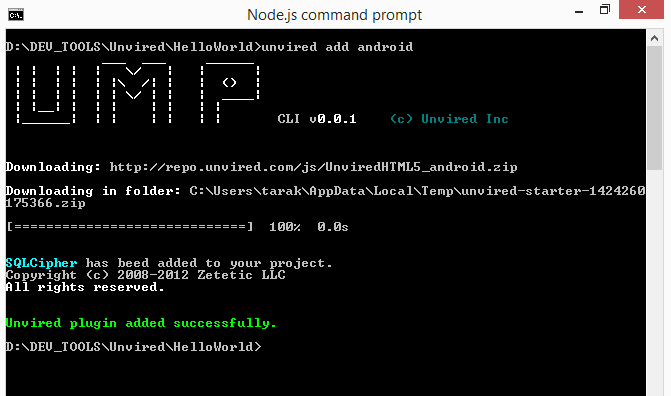 Node.js command prompt
D:\DEV_TOOLS\Unvired\HelloWorld>unvired add android
UMP
CLI v0.0.1 (c) Unvired Inc
Downloading: http://repo.unvired.com/js/UnviredHTML5_android.zip
Downloading in folder: C:\Users\tarak\AppData\Local\Temp\unvired-starter-1424260
175366.zip
[=============================] 100% 0.0s
SQLCipher has beed added to your project.
Copyright (c) 2008-2012 Zetetic LLC
All rights reserved.
Unvired plugin added successfully.
D:\DEV_TOOLS\Unvired\HelloWorld>